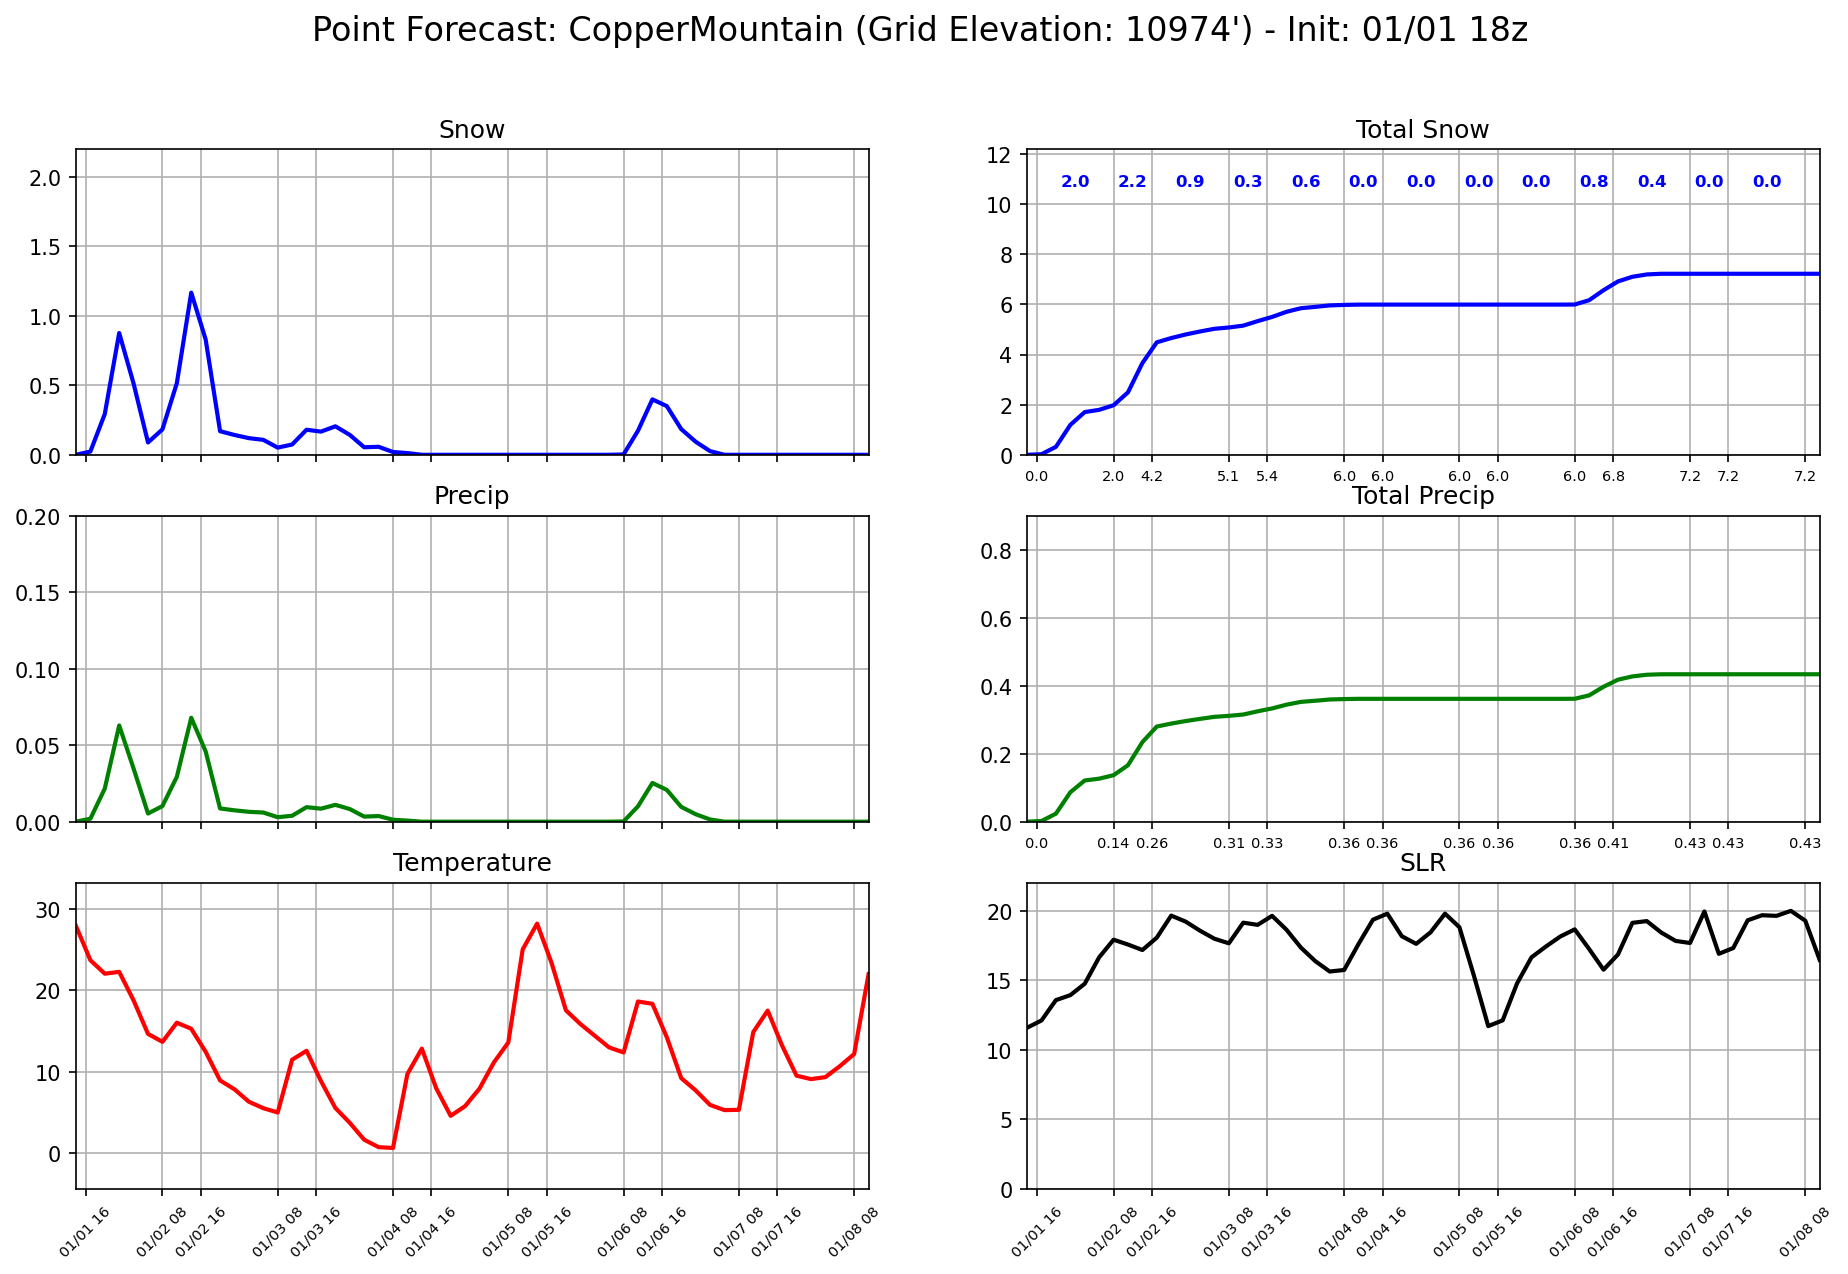 Point Forecast: CopperMountain (Grid Elevation: 10974') - Init: 01/01 18z
Snow
2.0
1.5
1.0
0.5
0.0
Total Snow
12
10
8
6
4
2
0
2.0 2.2 0.9 0.3 0.6 0.0 0.0 0.0 0.0 0.8 0.4 0.0 0.0
0.0 2.0 4.2 5.1 5.4 6.0 6.0 6.0 6.0 6.0 6.8 7.2 7.2 7.2
Precip
0.20
0.15
0.10
0.05
0.00
Total Precip
0.8
0.6
0.4
0.2
0.0
0.0 0.14 0.26 0.31 0.33 0.36 0.36 0.36 0.36 0.36 0.41 0.43 0.43 0.43
Temperature
30
20
10
0
01/01 16 01/02 08 01/02 16 01/03 08 01/03 16 01/04 08 01/04 16 01/05 08 01/05 16 01/06 08 01/06 16 01/07 08 01/07 16 01/08 08
SLR
20
15
10
5
0
01/01 16 01/02 08 01/02 16 01/03 08 01/03 16 01/04 08 01/04 16 01/05 08 01/05 16 01/06 08 01/06 16 01/07 08 01/07 16 01/08 08